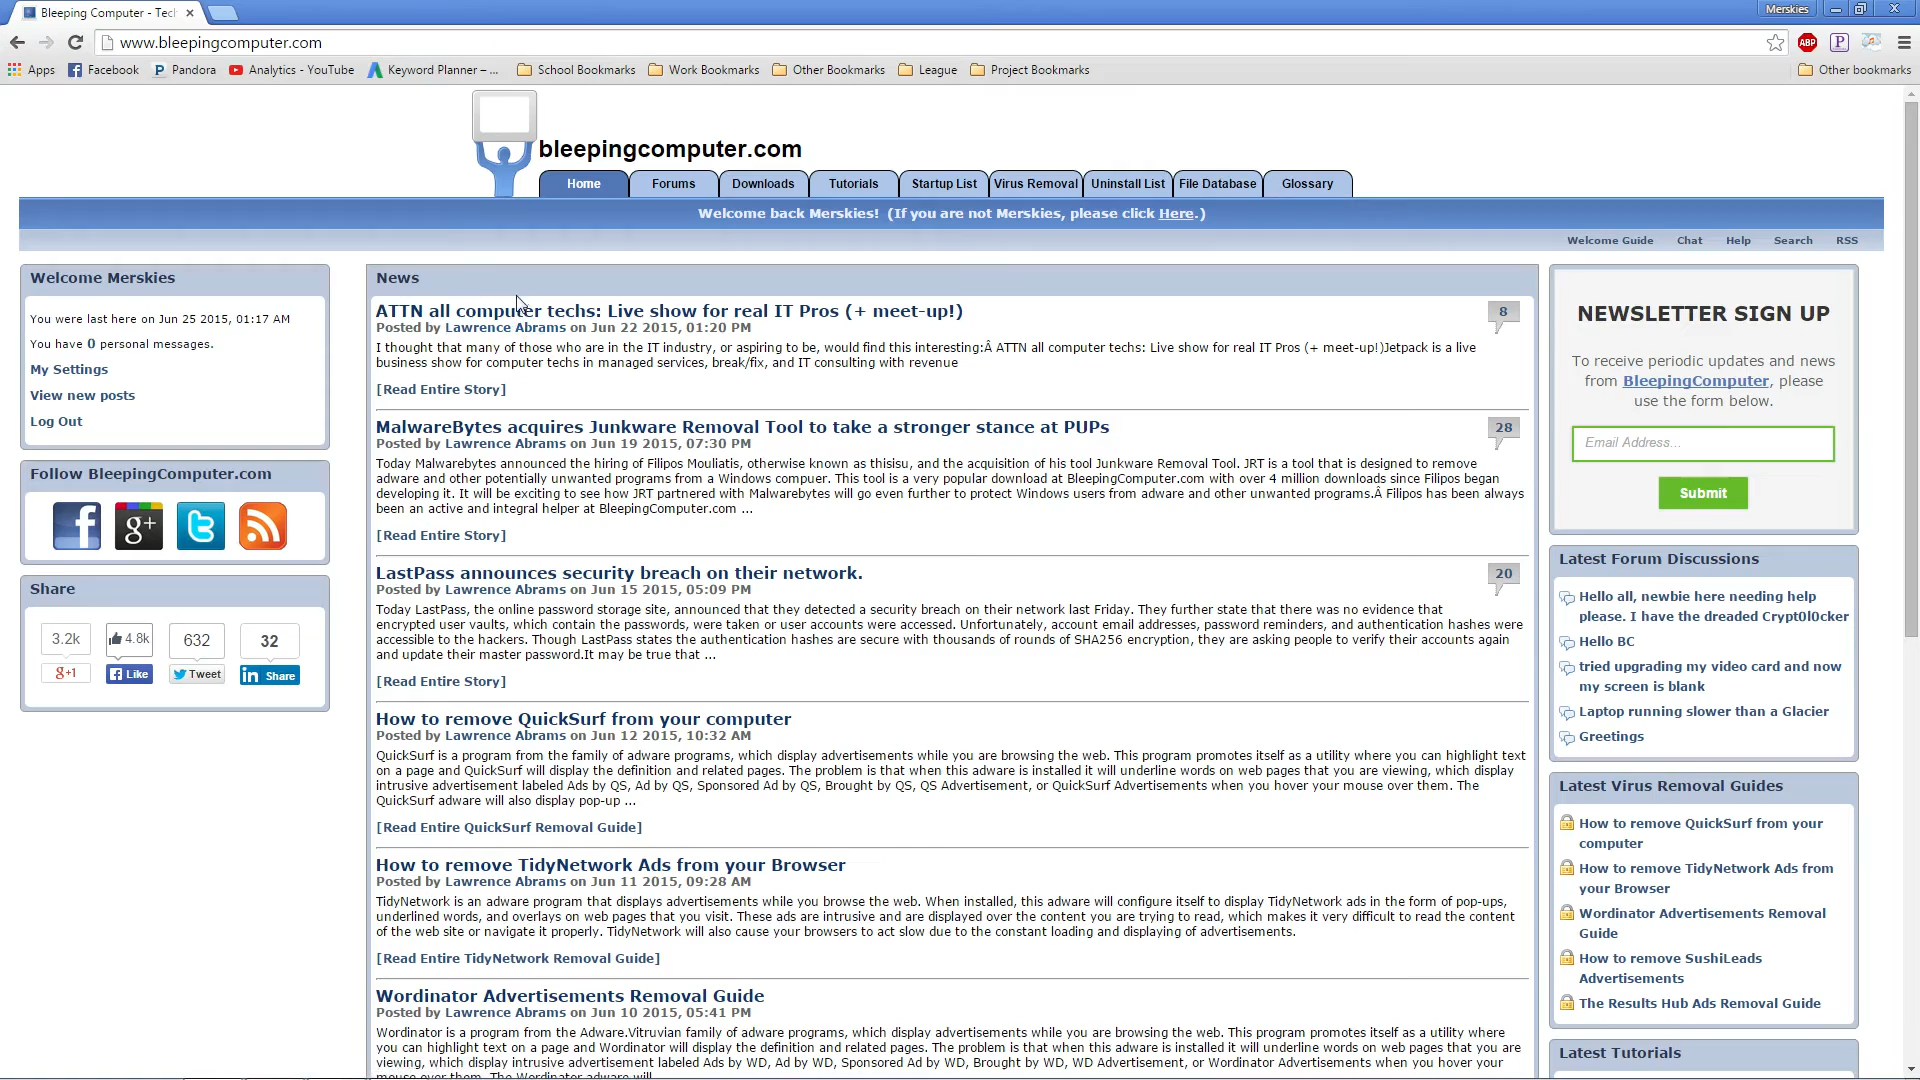 Bleeping Computer - Tech
Merskies
www.bleepingcomputer.com
ABP
P
Apps
Facebook
Pandora
Analytics - YouTube
Keyword Planner – ...
School Bookmarks
Work Bookmarks
Other Bookmarks
League
Project Bookmarks
Other bookmarks
bleepingcomputer.com
Home
Forums
Downloads
Tutorials
Startup List
Virus Removal
Uninstall List
File Database
Glossary
Welcome back Merskies! (If you are not Merskies, please click Here.)
Welcome Guide
Chat
Help
Search
RSS
Welcome Merskies
You were last here on Jun 25 2015, 01:17 AM
You have 0 personal messages.
My Settings
View new posts
Log Out
Follow BleepingComputer.com
Share
3.2k
4.8k
632
32
g+1
Like
Tweet
in Share
News
ATTN all computer techs: Live show for real IT Pros (+ meet-up!)
8
Posted by Lawrence Abrams on Jun 22 2015, 01:20 PM
I thought that many of those who are in the IT industry, or aspiring to be, would find this interesting:Â ATTN all computer techs: Live show for real IT Pros (+ meet-up!)Jetpack is a live
business show for computer techs in managed services, break/fix, and IT consulting with revenue
[Read Entire Story]
MalwareBytes acquires Junkware Removal Tool to take a stronger stance at PUPs
28
Posted by Lawrence Abrams on Jun 19 2015, 07:30 PM
Today Malwarebytes announced the hiring of Filipos Mouliatis, otherwise known as thisisu, and the acquisition of his tool Junkware Removal Tool. JRT is a tool that is designed to remove
adware and other potentially unwanted programs from a Windows compuer. This tool is a very popular download at BleepingComputer.com with over 4 million downloads since Filipos began
developing it. It will be exciting to see how JRT partnered with Malwarebytes will go even further to protect Windows users from adware and other unwanted programs.Â Filipos has been always
been an active and integral helper at BleepingComputer.com ...
[Read Entire Story]
LastPass announces security breach on their network.
20
Posted by Lawrence Abrams on Jun 15 2015, 05:09 PM
Today LastPass, the online password storage site, announced that they detected a security breach on their network last Friday. They further state that there was no evidence that
encrypted user vaults, which contain the passwords, were taken or user accounts were accessed. Unfortunately, account email addresses, password reminders, and authentication hashes were
accessible to the hackers. Though LastPass states the authentication hashes are secure with thousands of rounds of SHA256 encryption, they are asking people to verify their accounts again
and update their master password.It may be true that ...
[Read Entire Story]
How to remove QuickSurf from your computer
Posted by Lawrence Abrams on Jun 12 2015, 10:32 AM
QuickSurf is a program from the family of adware programs, which display advertisements while you are browsing the web. This program promotes itself as a utility where you can highlight text
on a page and QuickSurf will display the definition and related pages. The problem is that when this adware is installed it will underline words on web pages that you are viewing, which display
intrusive advertisement labeled Ads by QS, Ad by QS, Sponsored Ad by QS, Brought by QS, QS Advertisement, or QuickSurf Advertisements when you hover your mouse over them. The
QuickSurf adware will also display pop-up ...
[Read Entire QuickSurf Removal Guide]
How to remove TidyNetwork Ads from your Browser
Posted by Lawrence Abrams on Jun 11 2015, 09:28 AM
TidyNetwork is an adware program that displays advertisements while you browse the web. When installed, this adware will configure itself to display TidyNetwork ads in the form of pop-ups,
underlined words, and overlays on web pages that you visit. These ads are intrusive and are displayed over the content you are trying to read, which makes it very difficult to read the content
of the web site or navigate it properly. TidyNetwork will also cause your browsers to act slow due to the constant loading and displaying of advertisements.
[Read Entire TidyNetwork Removal Guide]
Wordinator Advertisements Removal Guide
Posted by Lawrence Abrams on Jun 10 2015, 05:41 PM
Wordinator is a program from the Adware.Vitruvian family of adware programs, which display advertisements while you are browsing the web. This program promotes itself as a utility where
you can highlight text on a page and Wordinator will display the definition and related pages. The problem is that when this adware is installed it will underline words on web pages that you are
viewing, which display intrusive advertisement labeled Ads by WD, Ad by WD, Sponsored Ad by WD, Brought by WD, WD Advertisement, or Wordinator Advertisements when you hover your
mouse over them. The Wordinator adware will
NEWSLETTER SIGN UP
To receive periodic updates and news
from BleepingComputer, please
use the form below.
Email Address...
Submit
Latest Forum Discussions
Hello all, newbie here needing help
please. I have the dreaded Crypt0l0cker
Hello BC
tried upgrading my video card and now
my screen is blank
Laptop running slower than a Glacier
Greetings
Latest Virus Removal Guides
How to remove QuickSurf from your
computer
How to remove TidyNetwork Ads from
your Browser
Wordinator Advertisements Removal
Guide
How to remove SushiLeads
Advertisements
The Results Hub Ads Removal Guide
Latest Tutorials